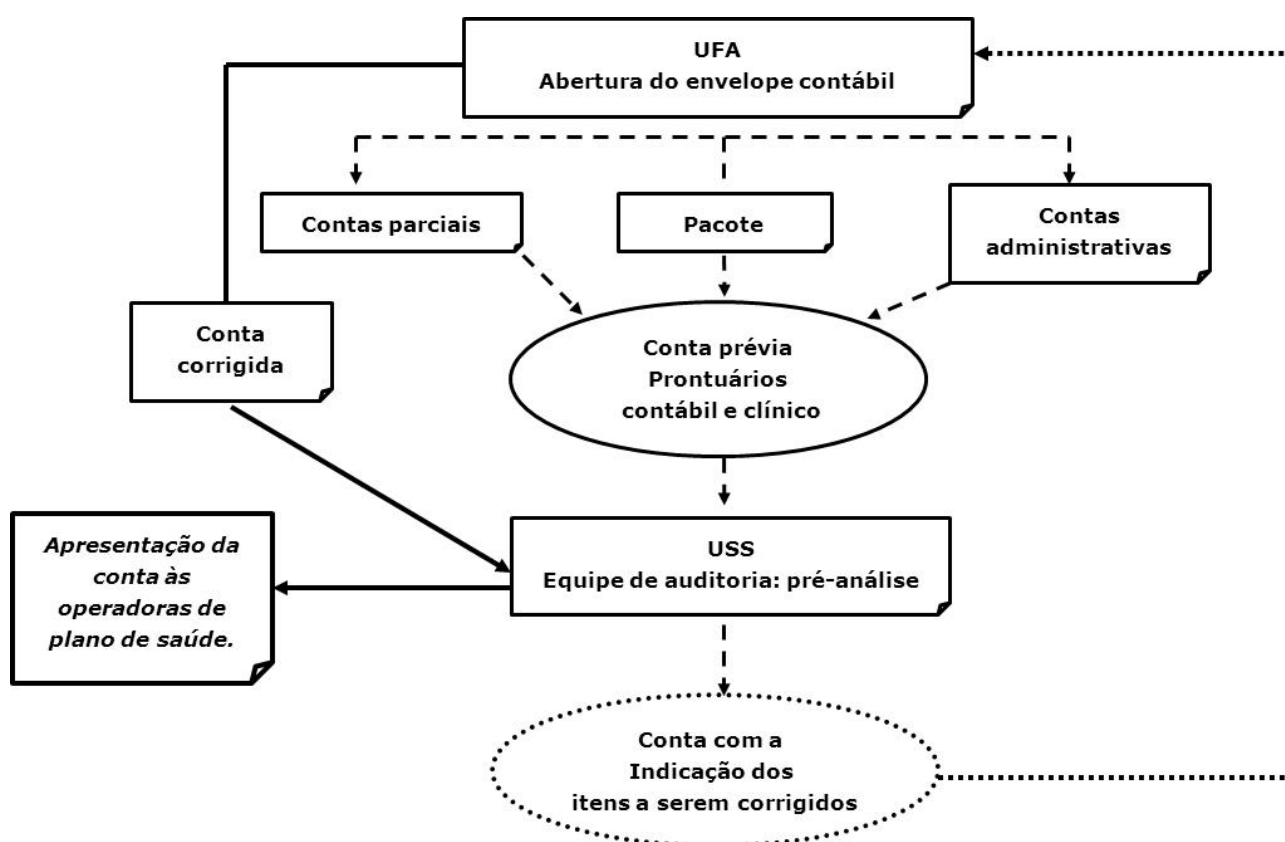 UFA
Abertura do envelope contábil
Contas parciais
Pacote
Contas
administrativas
Conta
corrigida
Conta prévia
Prontuários
contábil e clínico
Apresentação da
conta às
operadoras de
plano de saúde.
USS
Equipe de auditoria: pré-análise
Conta com a
Indicação dos
itens a serem corrigidos